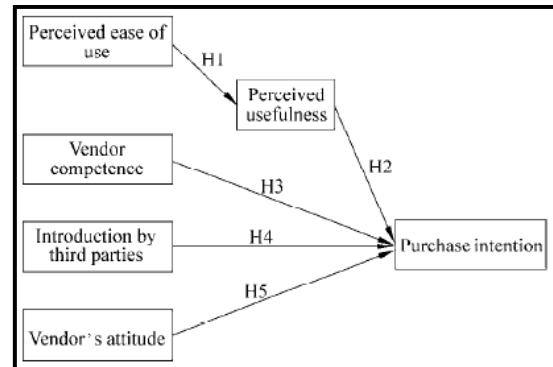 Perceived ease of
use
H1
Perceived
usefulness
Vendor
competence
H2
H3
Introduction by
third parties
H4
Purchase intention
H5
Vendor's attitude